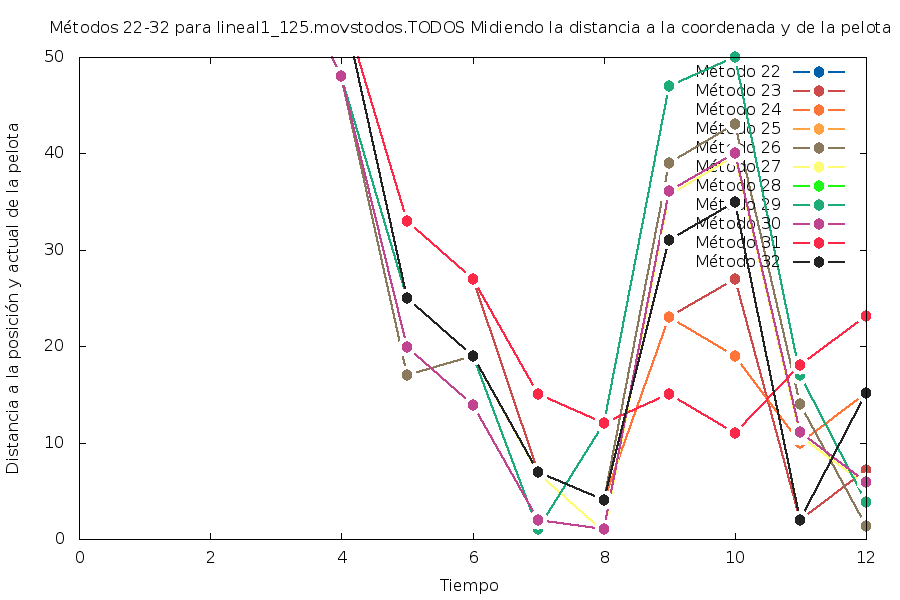 Métodos 22-32 para lineal1_125.movstodos.TODOS Midiendo la distancia a la coordenada y de la pelota
Distancia a la posición y actual de la pelota
50
40
30
20
10
0
0 2 4 6 8 10 12
Tiempo
Método 22
Método 23
Método 24
Método 25
Método 26
Método 27
Método 28
Método 29
Método 30
Método 31
Método 32